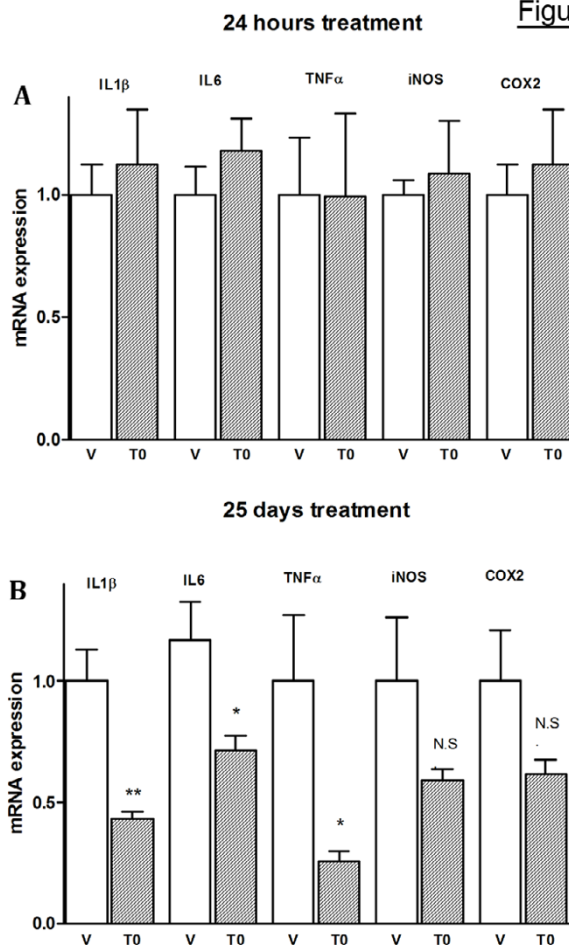 24 hours treatment
Figu
A
IL1β IL6 TNFα iNOS COX2
1.0
0.5
0.0
mRNA expression
V T0 V T0 V T0 V T0 V T0
25 days treatment
B
IL1β IL6 TNFα iNOS COX2
1.0
0.5
0.0
mRNA expression
** * * N.S N.S
V T0 V T0 V T0 V T0 V T0